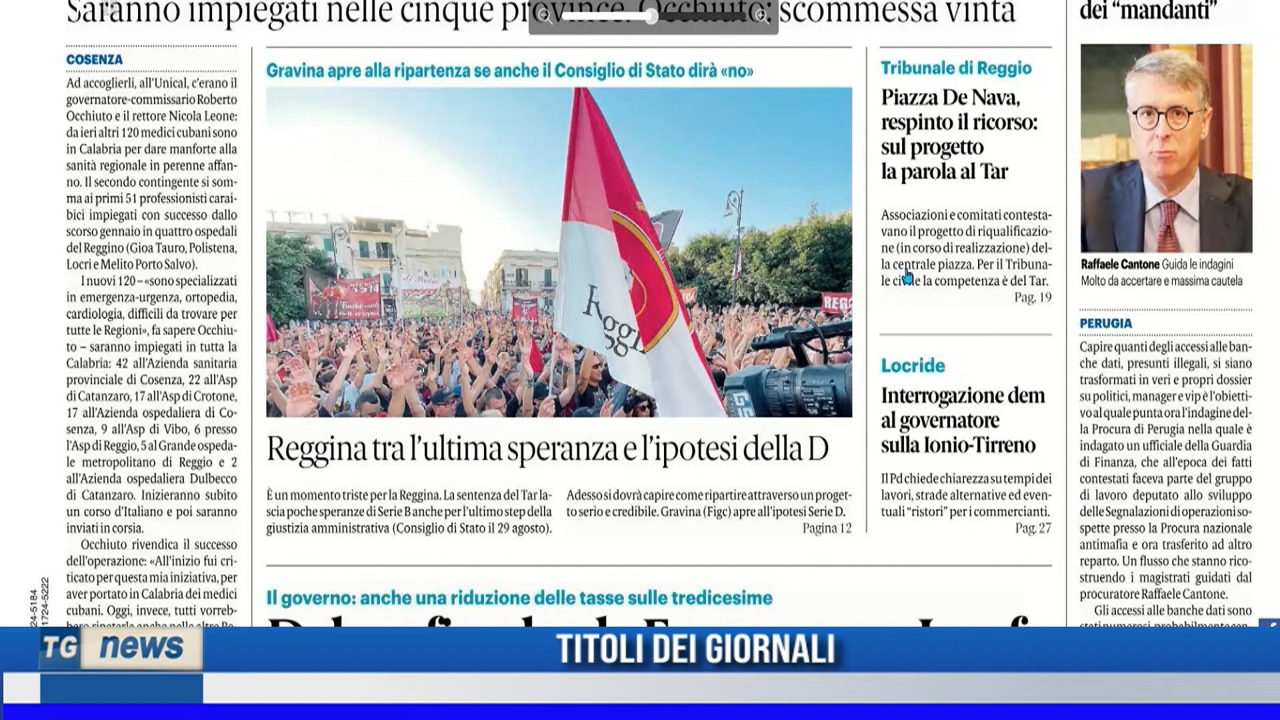 Saranno impiegati nelle cinque province. Occhiuto: scommessa vinta
COSENZA
Ad accoglierli, all'Unical, c'erano il
governatore-commissario Roberto
Occhiuto e il rettore Nicola Leone:
da ieri altri 120 medici cubani sono
in Calabria per dare manforte alla
sanità regionale in perenne affan-
no. Il secondo contingente si som-
ma ai primi 51 professionisti carai-
bici impiegati con successo dallo
scorso gennaio in quattro ospedali
del Reggino (Gioa Tauro, Polistena,
Locri e Melito Porto Salvo).
I nuovi 120 – «sono specializzati
in emergenza-urgenza, ortopedia,
cardiologia, difficili da trovare per
tutte le Regioni», fa sapere Occhiu-
to – saranno impiegati in tutta la
Calabria: 42 all'Azienda sanitaria
provinciale di Cosenza, 22 all'Asp
di Catanzaro, 17 all'Asp di Crotone,
17 all'Azienda ospedaliera di Co-
senza, 9 all'Asp di Vibo, 6 presso
l'Asp di Reggio, 5 al Grande ospeda-
le metropolitano di Reggio e 2
all'Azienda ospedaliera Dulbecco
di Catanzaro. Inizieranno subito
un corso d'Italiano e poi saranno
inviati in corsia.
Occhiuto rivendica il successo
dell'operazione: «All'inizio fui cri-
ticato per questa mia iniziativa, per
aver portato in Calabria dei medici
cubani. Oggi, invece, tutti vorreb-
Gravina apre alla ripartenza se anche il Consiglio di Stato dirà «no»
REGG
Reggina tra l'ultima speranza e l'ipotesi della D
È un momento triste per la Reggina. La sentenza del Tar la-
scia poche speranze di Serie B anche per l'ultimo step della
giustizia amministrativa (Consiglio di Stato il 29 agosto).
Adesso si dovrà capire come ripartire attraverso un proget-
to serio e credibile. Gravina (Figc) apre all'ipotesi Serie D.
Pagina 12
Il governo: anche una riduzione delle tasse sulle tredicesime
Tribunale di Reggio
Piazza De Nava,
respinto il ricorso:
sul progetto
la parola al Tar
Associazioni e comitati contesta-
vano il progetto di riqualificazio-
ne (in corso di realizzazione) del-
la centrale piazza. Per il Tribuna-
le civile la competenza è del Tar.
Pag. 19
Locride
Interrogazione dem
al governatore
sulla Ionio-Tirreno
Il Pd chiede chiarezza su tempi dei
lavori, strade alternative ed even-
tuali "ristori" per i commercianti.
Pag. 27
dei "mandanti"
Raffaele Cantone Guida le indagini
Molto da accertare e massima cautela
PERUGIA
Capire quanti degli accessi alle ban-
che dati, presunti illegali, si siano
trasformati in veri e propri dossier
su politici, manager e vip è l'obietti-
vo al quale punta ora l'indagine del-
la Procura di Perugia nella quale è
indagato un ufficiale della Guardia
di Finanza, che all'epoca dei fatti
contestati faceva parte del gruppo
di lavoro deputato allo sviluppo
delle Segnalazioni di operazioni so-
spette presso la Procura nazionale
antimafia e ora trasferito ad altro
reparto. Un flusso che stanno rico-
struendo i magistrati guidati dal
procuratore Raffaele Cantone.
Gli accessi alle banche dati sono
24-5184
1724-5222
TG news
TITOLI DEI GIORNALI